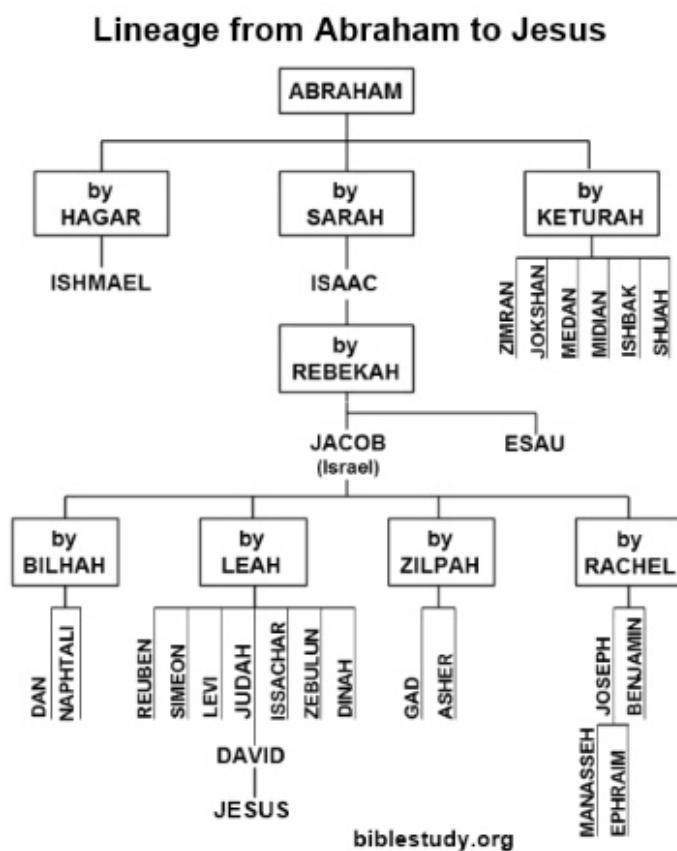 Lineage from Abraham to Jesus
ABRAHAM
by
HAGAR
by
SARAH
by
KETURAH
ISHMAEL
ISAAC
ZIMRAN
JOKSHAN
MEDAN
MIDIAN
ISHBAK
SHUAH
by
REBEKAH
JACOB
(Israel)
ESAU
by
BILHAH
by
LEAH
by
ZILPAH
by
RACHEL
DAN
NAPHTALI
REUBEN
SIMEON
LEVI
JUDAH
ISSACHAR
ZEBULUN
DINAH
GAD
ASHER
JOSEPH
BENJAMIN
MANASSEH
EPHRAIM
DAVID
JESUS
biblestudy.org